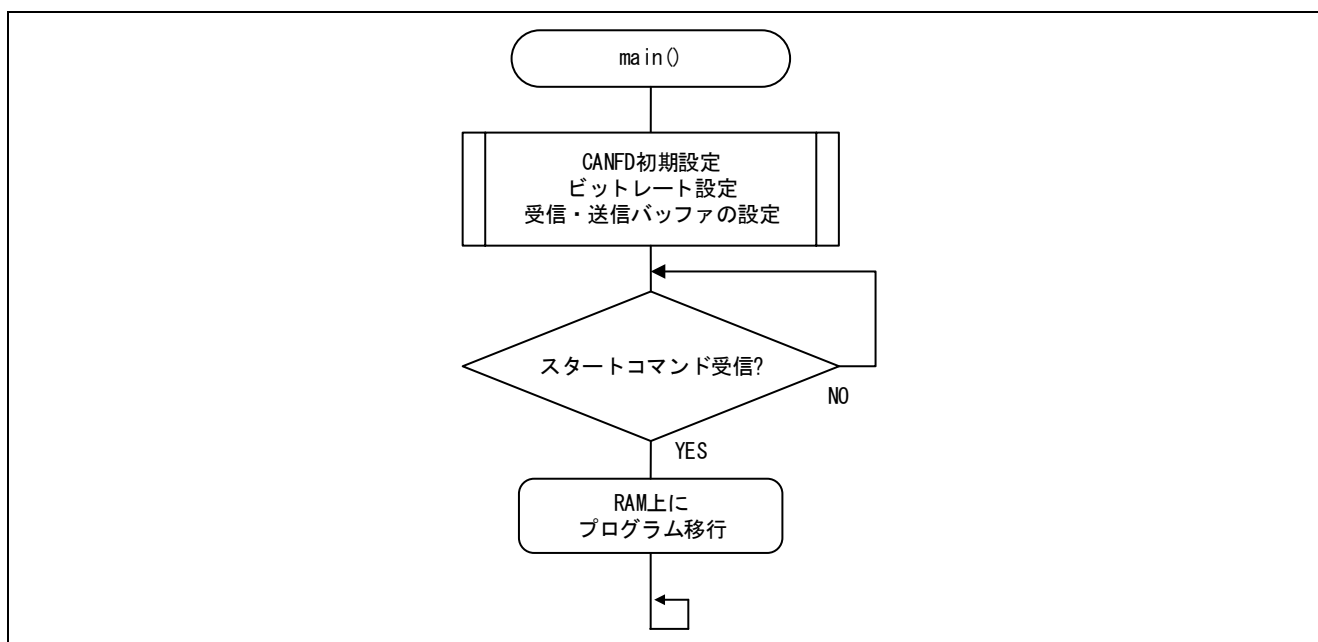 main()
CANFD初期設定
ビットレート設定
受信・送信バッファの設定
スタートコマンド受信?
NO
YES
RAM上に
プログラム移行